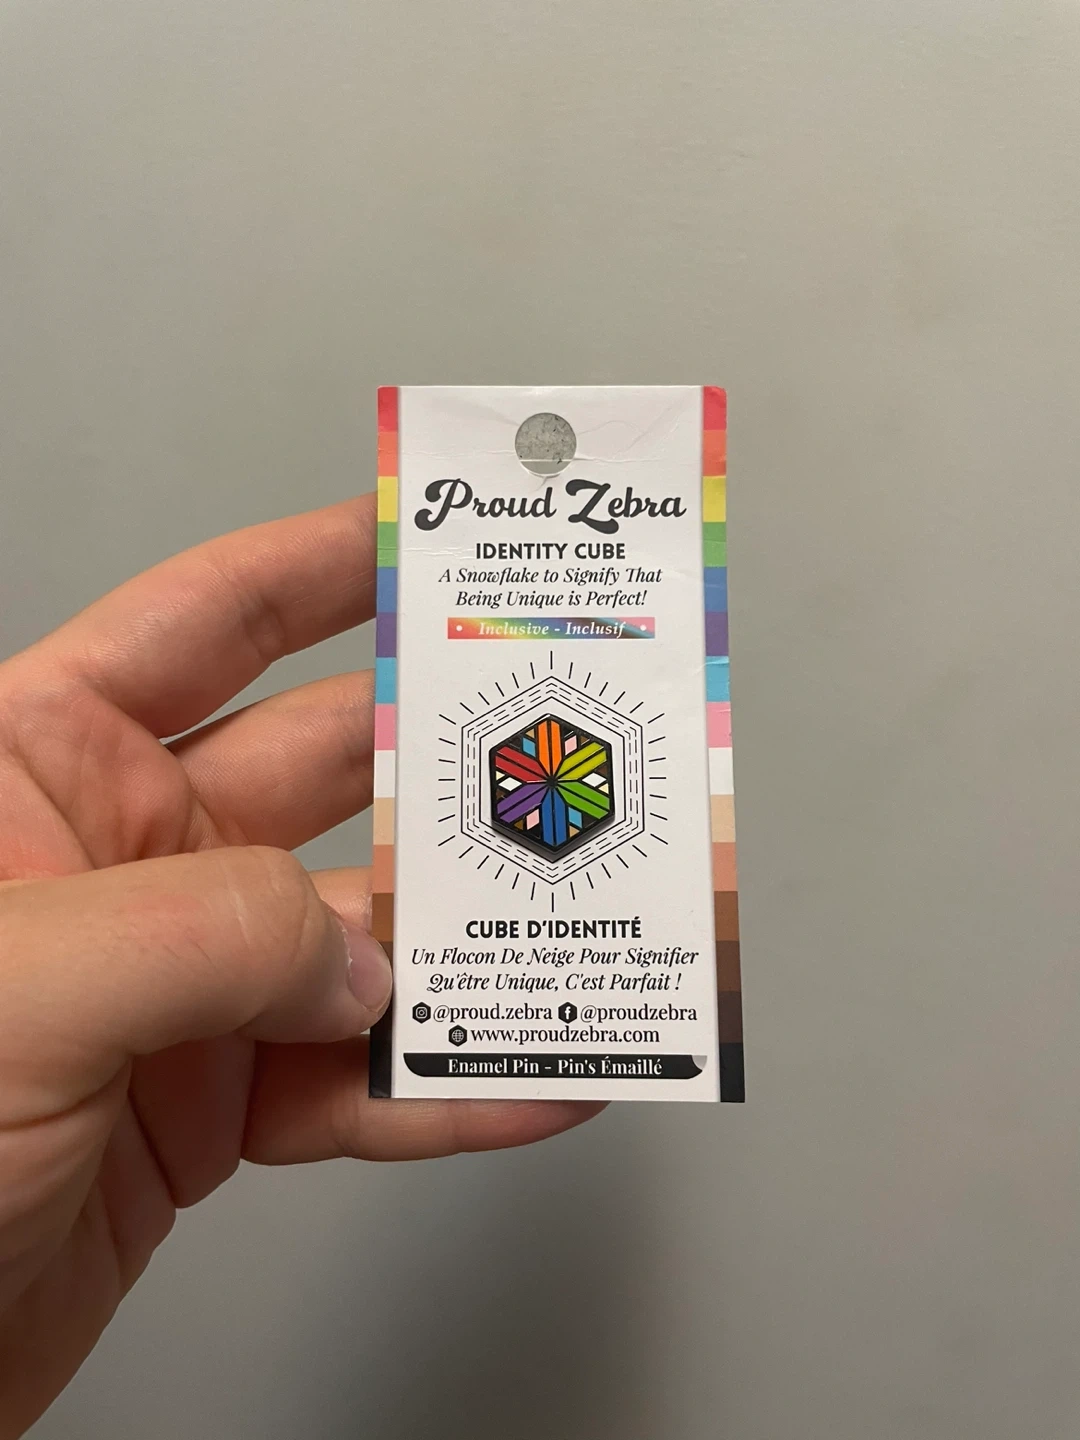 Proud Zebra
IDENTITY CUBE
A Snowflake to Signify That
Being Unique is Perfect!
• Inclusive - Inclusif •
CUBE D'IDENTITÉ
Un Flocon De Neige Pour Signifier
Qu'être Unique, C'est Parfait !
@proud.zebra @proudzebra
www.proudzebra.com
Enamel Pin - Pin's Émaillé